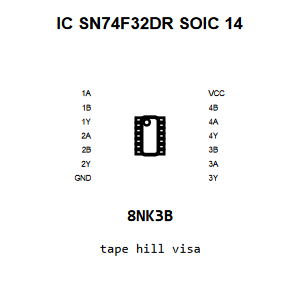 IC SN74F32DR SOIC 14
1A VCC
1B 4B
1Y 4A
2A 4Y
2B 3B
2Y 3A
GND 3Y
8NK3B
tape hill visa